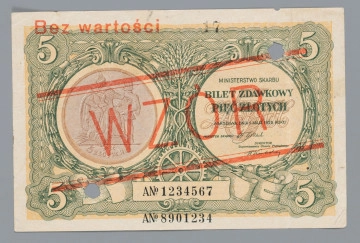 Bez wartości
17
5 5
MINISTERSTWO SKARBU
BILET ZDAWKOWY
PIĘĆ ZŁOTYCH
WZÓR
5 5
ANº 1234567
ANº 8901234